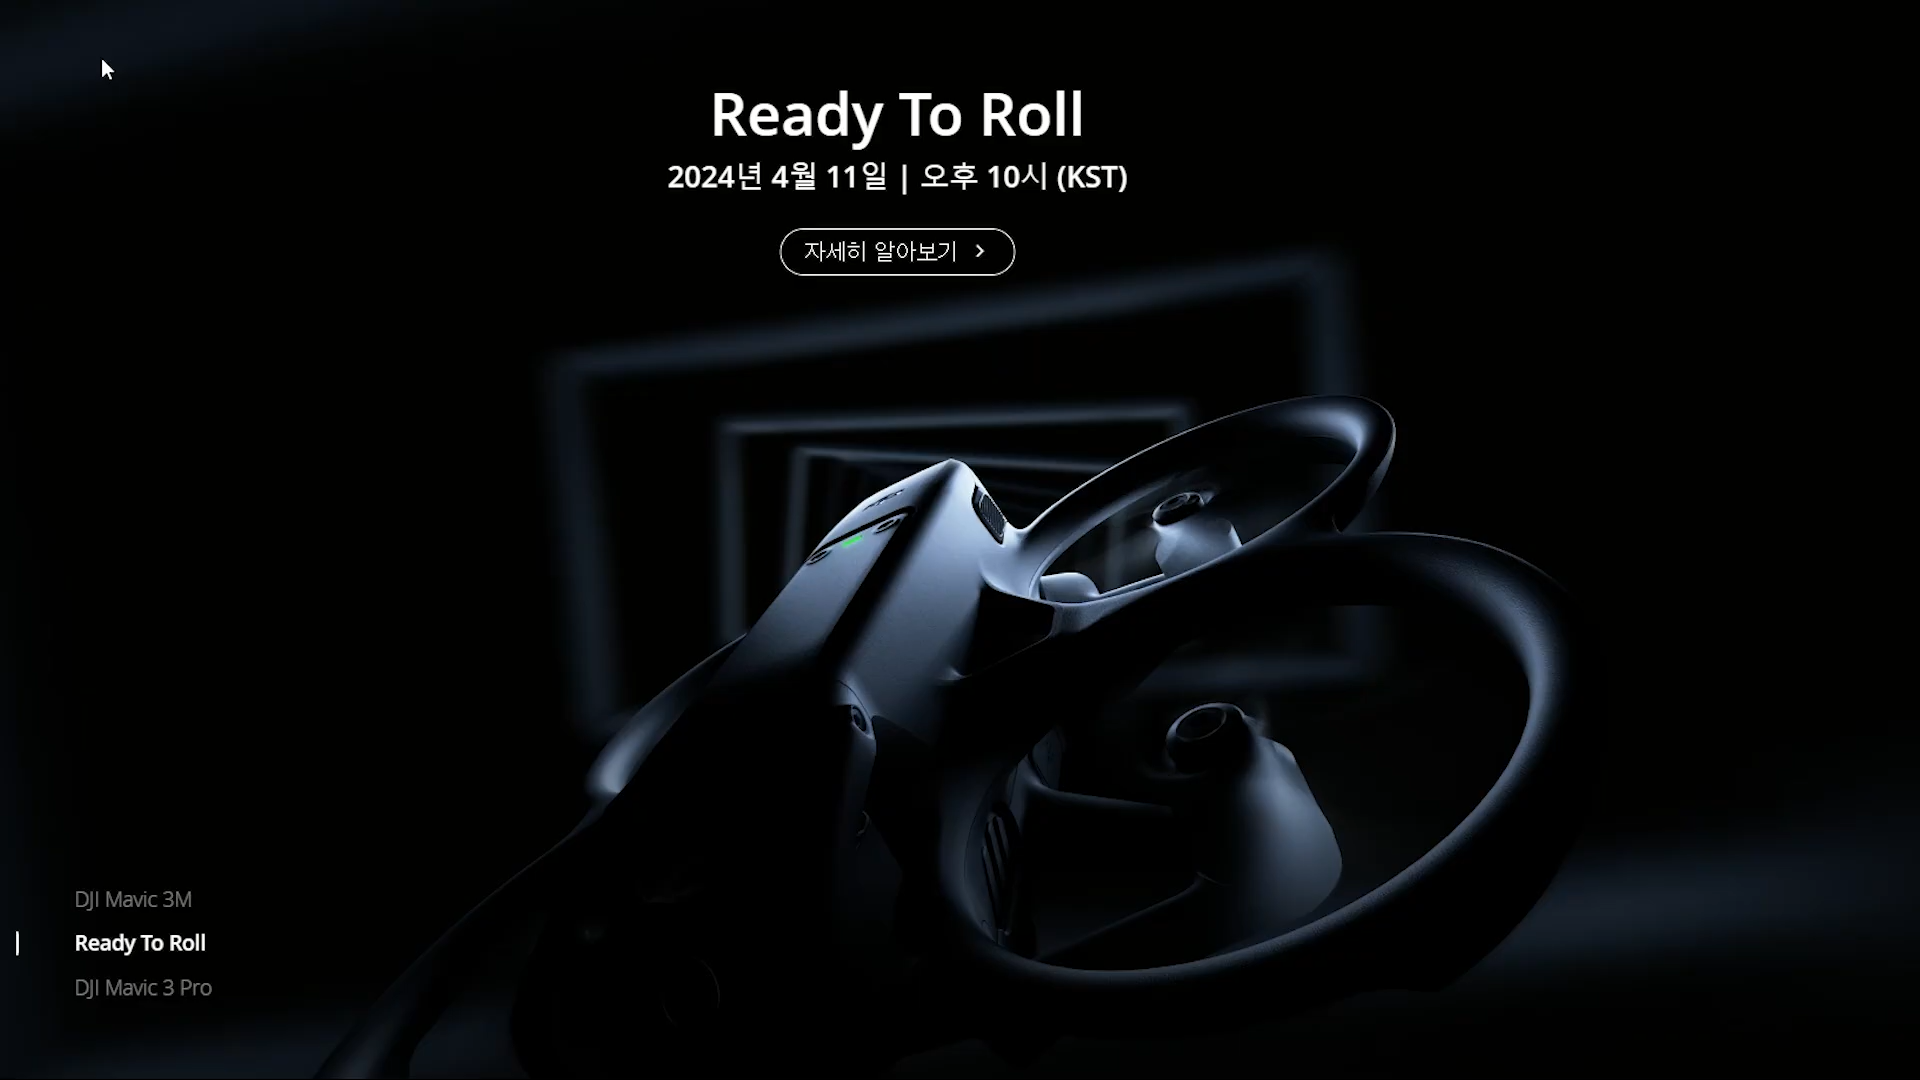 Ready To Roll
2024년 4월 11일 | 오후 10시 (KST)
자세히 알아보기 >
DJI Mavic 3M
Ready To Roll
DJI Mavic 3 Pro